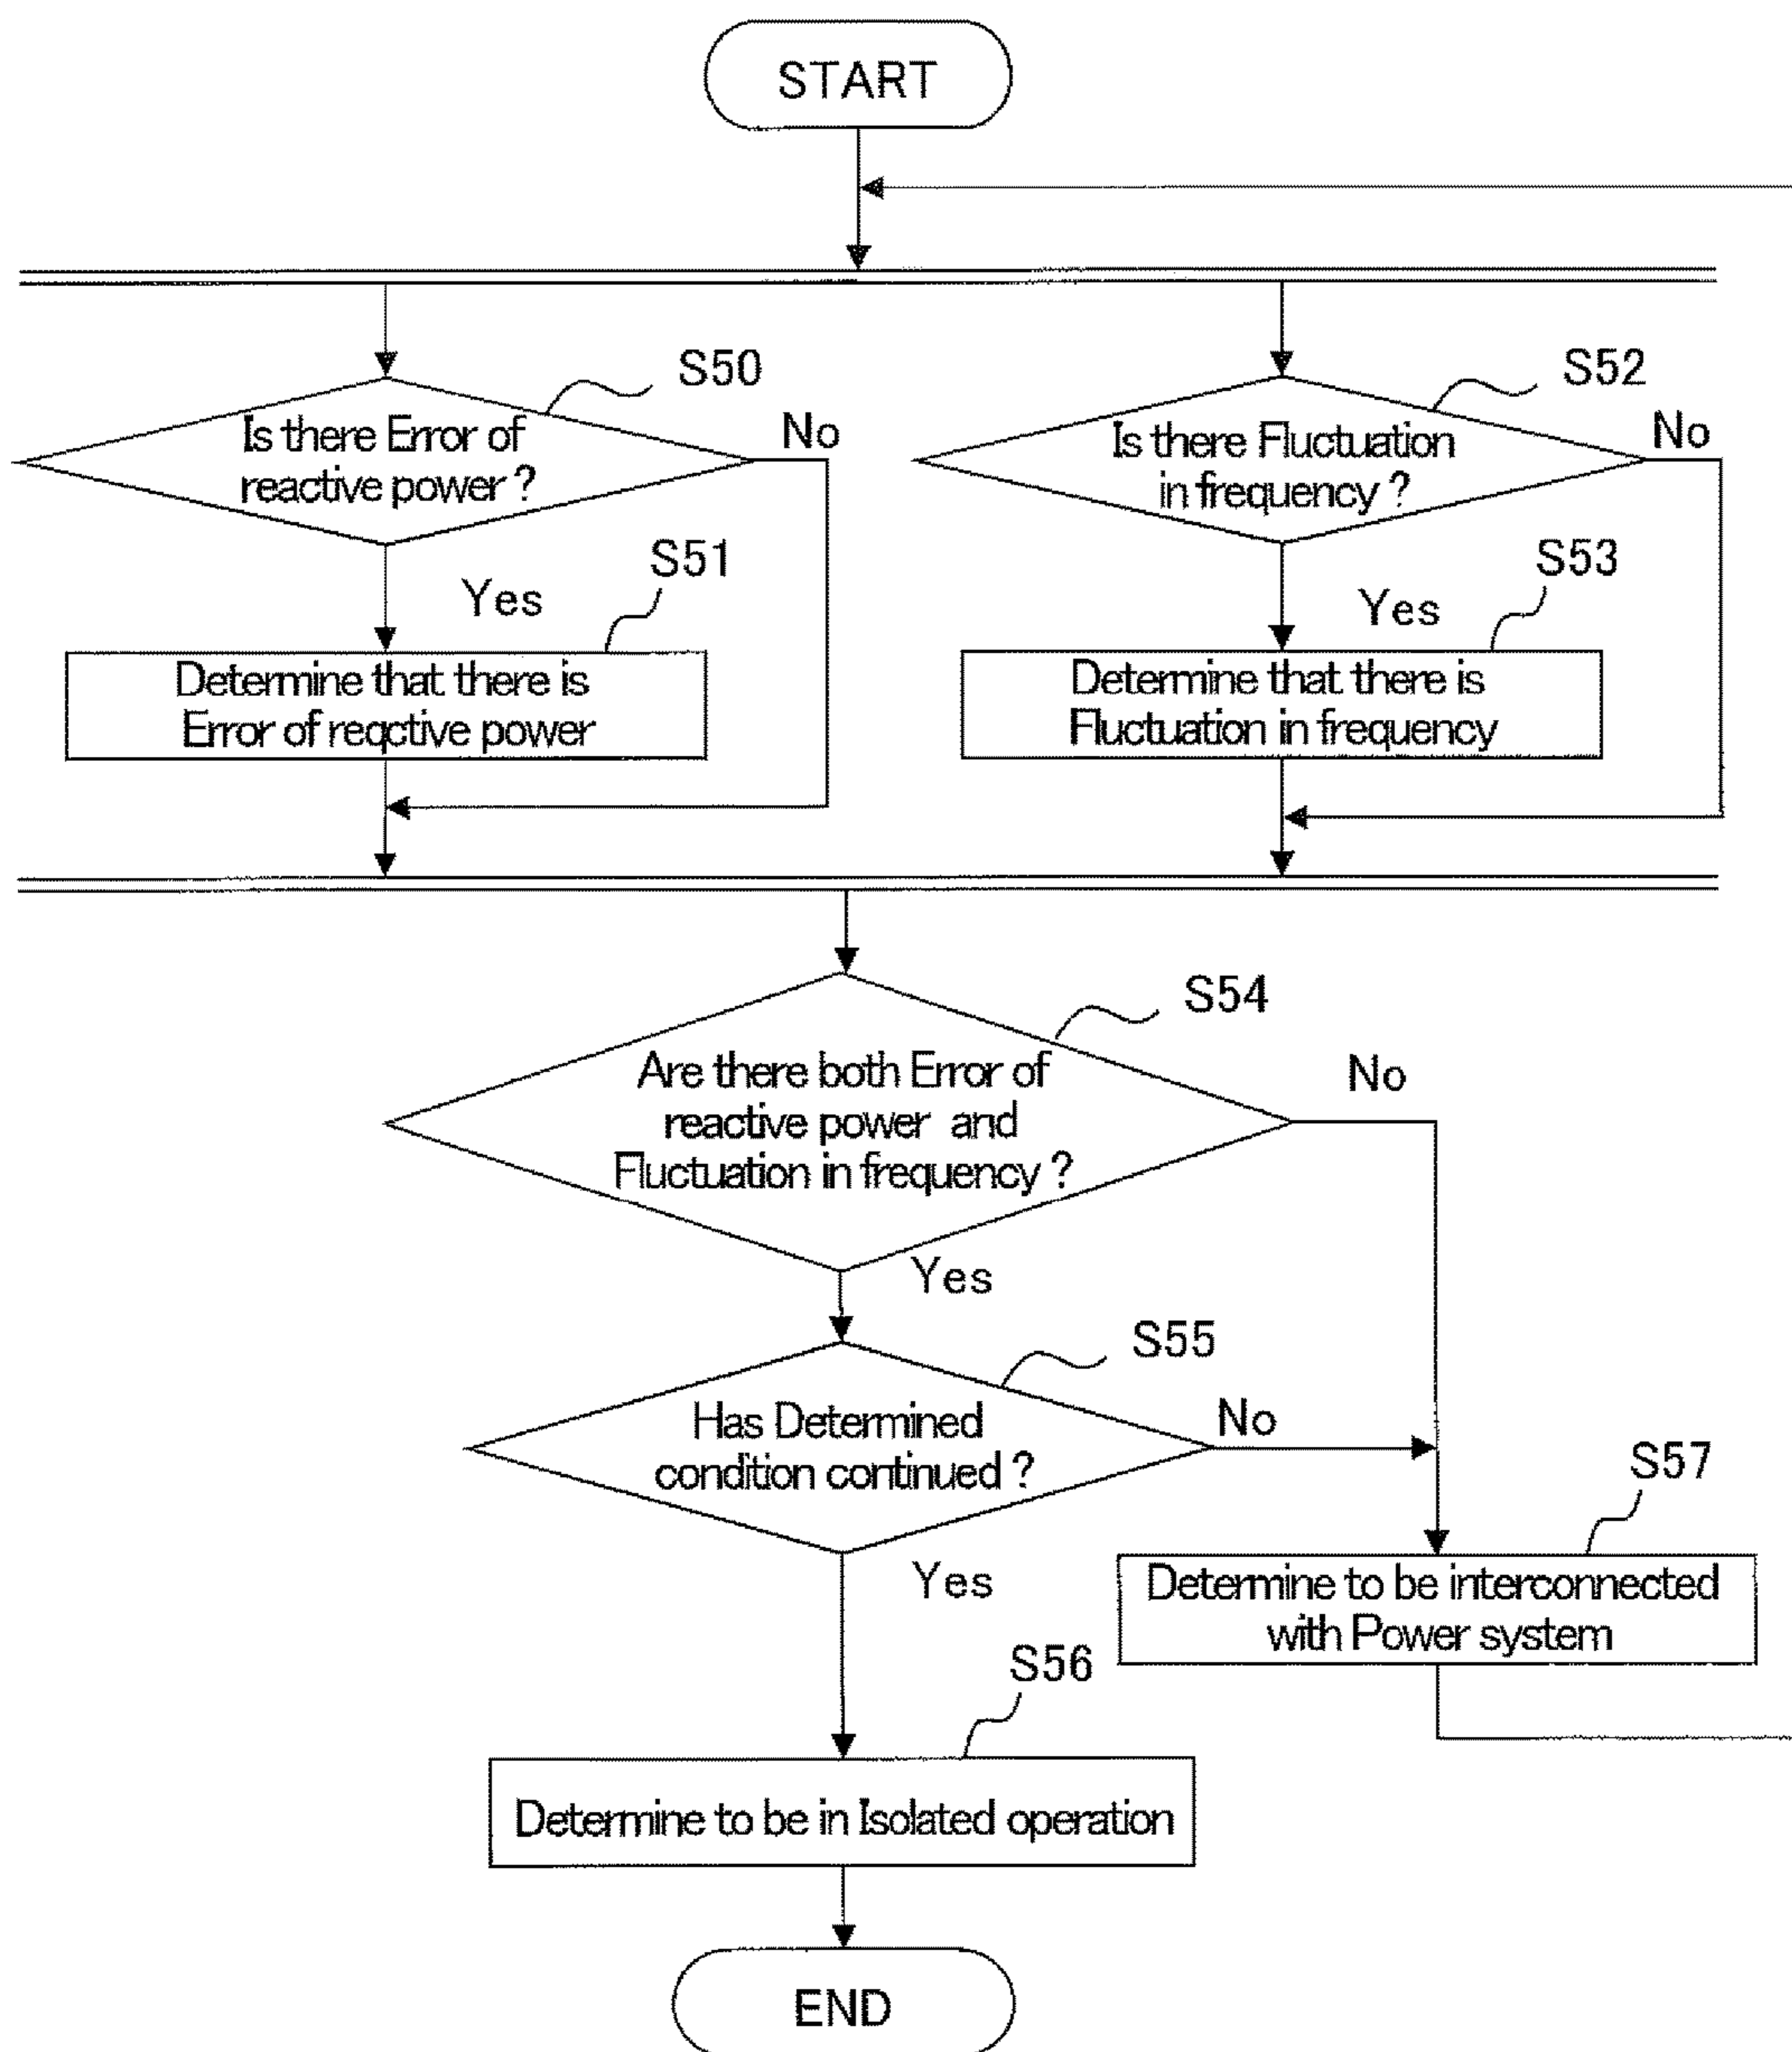 START
S50
Is there Error of
reactive power ?
No
S52
Is there Fluctuation
in frequency ?
No
S51
Yes
Determine that there is
Error of reqctive power
S53
Yes
Determine that there is
Fluctuation in frequency
S54
Are there both Error of
reactive power and
Fluctuation in frequency ?
No
Yes
S55
Has Determined
condition continued ?
No
Yes
S57
Determine to be interconnected
with Power system
S56
Determine to be in Isolated operation
END